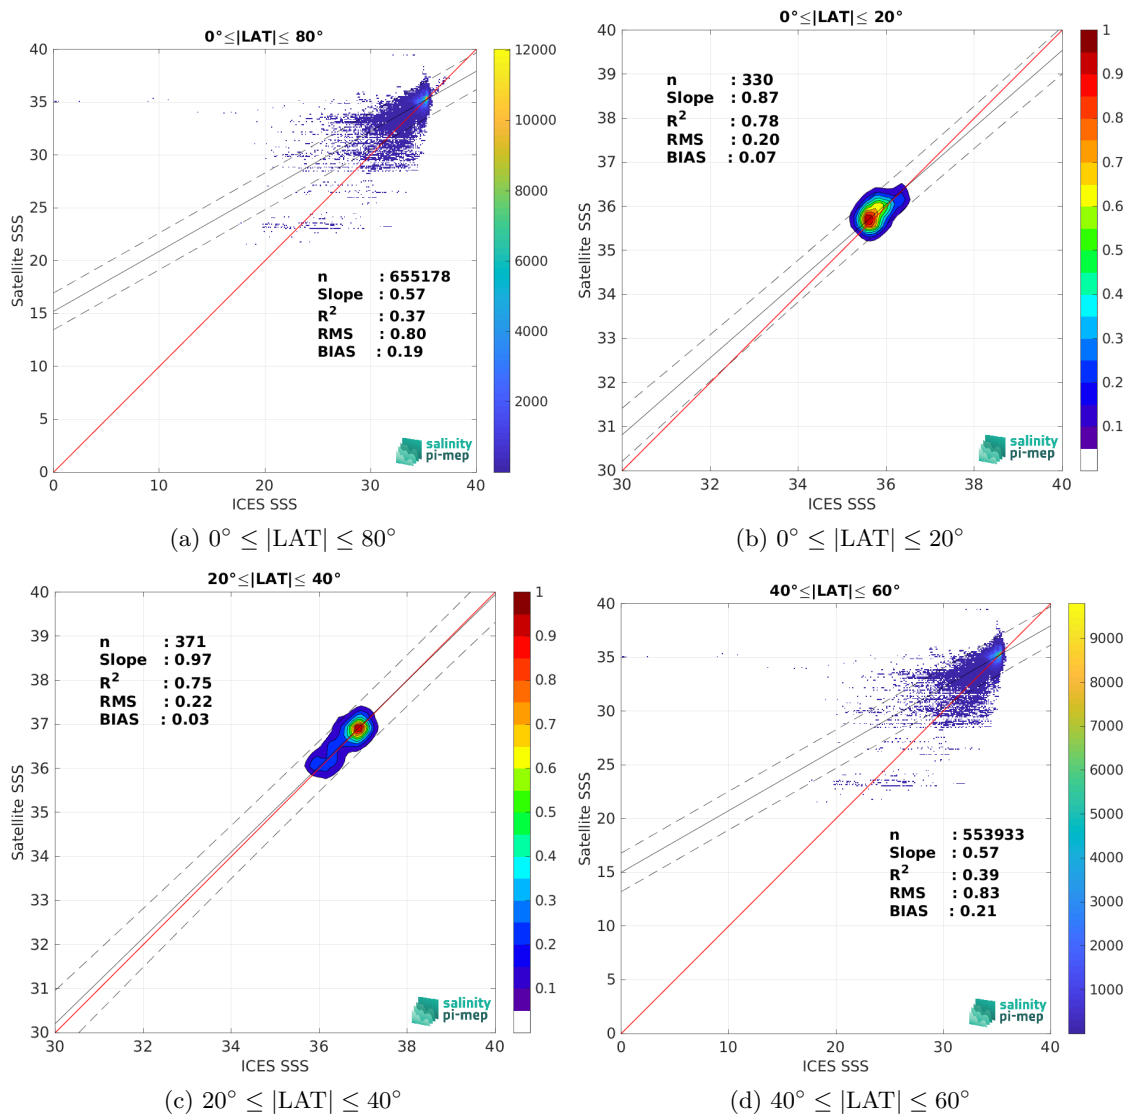 0°≤|LAT|≤ 80°
40
35
30
25
20
15
10
5
0
Satellite SSS
n : 655178
Slope : 0.57
R² : 0.37
RMS : 0.80
BIAS : 0.19
salinity
pi-mep
0 10 20 30 40
ICES SSS
12000
10000
8000
6000
4000
2000
(a) 0° ≤ |LAT| ≤ 80°
0°≤|LAT|≤ 20°
40
39
38
37
36
35
34
33
32
31
30
Satellite SSS
n : 330
Slope : 0.87
R² : 0.78
RMS : 0.20
BIAS : 0.07
salinity
pi-mep
30 32 34 36 38 40
ICES SSS
1
0.9
0.8
0.7
0.6
0.5
0.4
0.3
0.2
0.1
(b) 0° ≤ |LAT| ≤ 20°
20°≤|LAT|≤ 40°
40
39
38
37
36
35
34
33
32
31
30
Satellite SSS
n : 371
Slope : 0.97
R² : 0.75
RMS : 0.22
BIAS : 0.03
salinity
pi-mep
30 32 34 36 38 40
ICES SSS
1
0.9
0.8
0.7
0.6
0.5
0.4
0.3
0.2
0.1
(c) 20° ≤ |LAT| ≤ 40°
40°≤|LAT|≤ 60°
40
35
30
25
20
15
10
5
0
Satellite SSS
n : 553933
Slope : 0.57
R² : 0.39
RMS : 0.83
BIAS : 0.21
salinity
pi-mep
0 10 20 30 40
ICES SSS
9000
8000
7000
6000
5000
4000
3000
2000
1000
(d) 40° ≤ |LAT| ≤ 60°